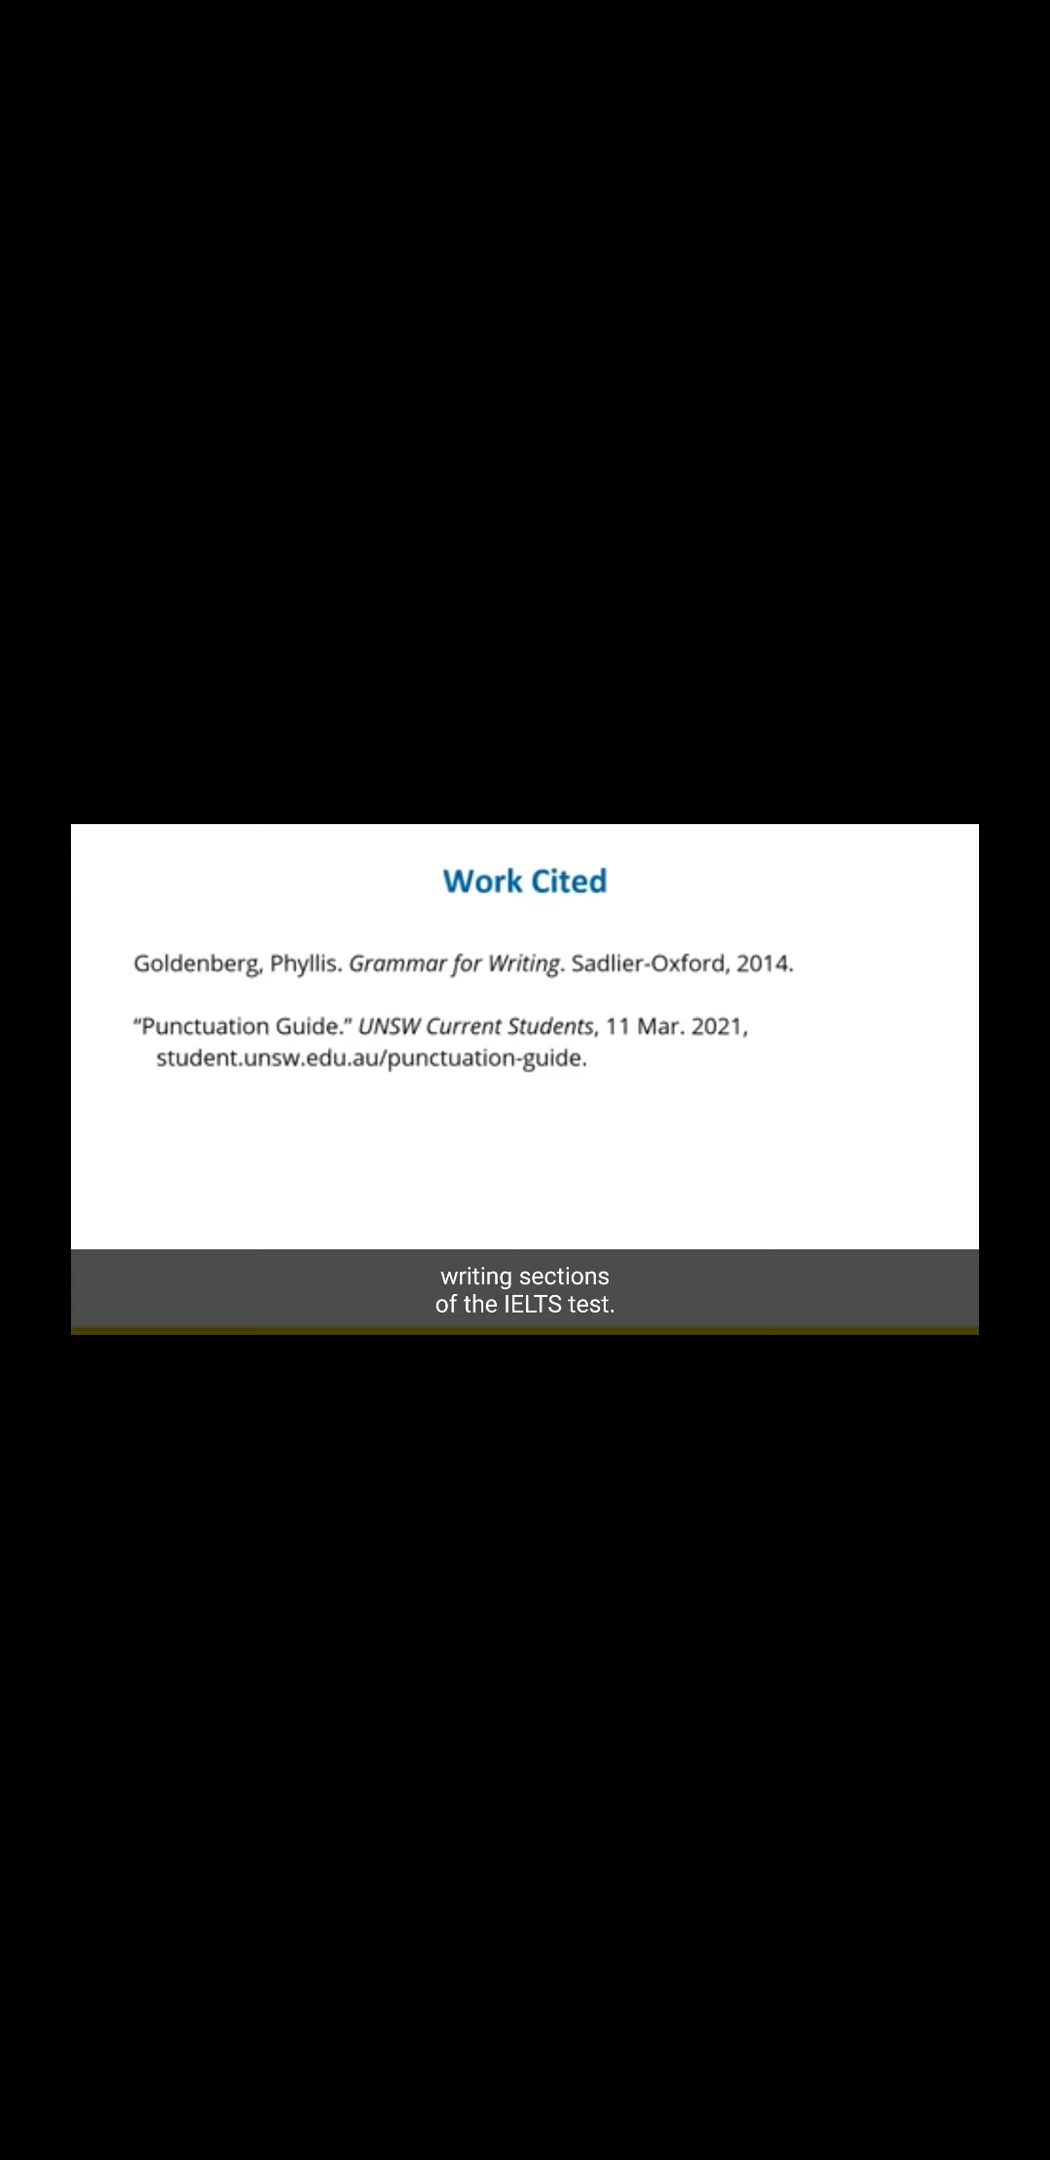 Work Cited
Goldenberg, Phyllis. Grammar for Writing. Sadlier-Oxford, 2014.
“Punctuation Guide.” UNSW Current Students, 11 Mar. 2021,
student.unsw.edu.au/punctuation-guide.
writing sections
of the IELTS test.